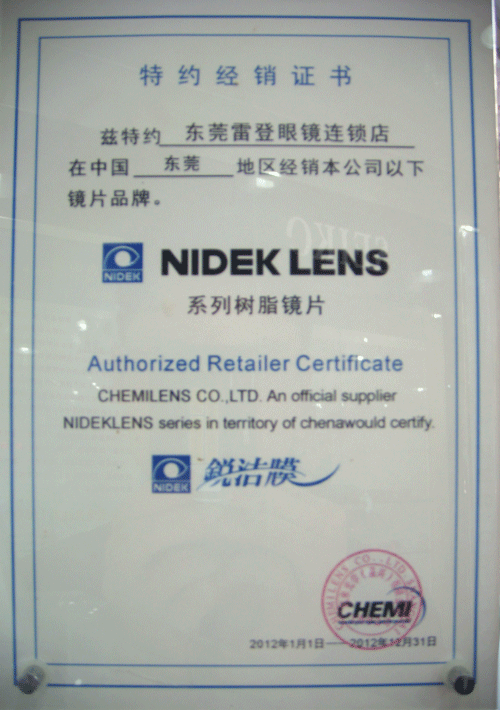 特约经销证书
兹特约 东莞雷登眼镜连锁店
在中国 东莞 地区经销本公司以下
镜片品牌。
NIDEK NIDEK LENS
系列树脂镜片
Authorized Retailer Certificate
CHEMILENS CO.,LTD. An official supplier
NIDEKLENS series in territory of chenawould certify.
NIDEK 鋭洁膜
CHEMI
2012年1月1日——2012年12月31日